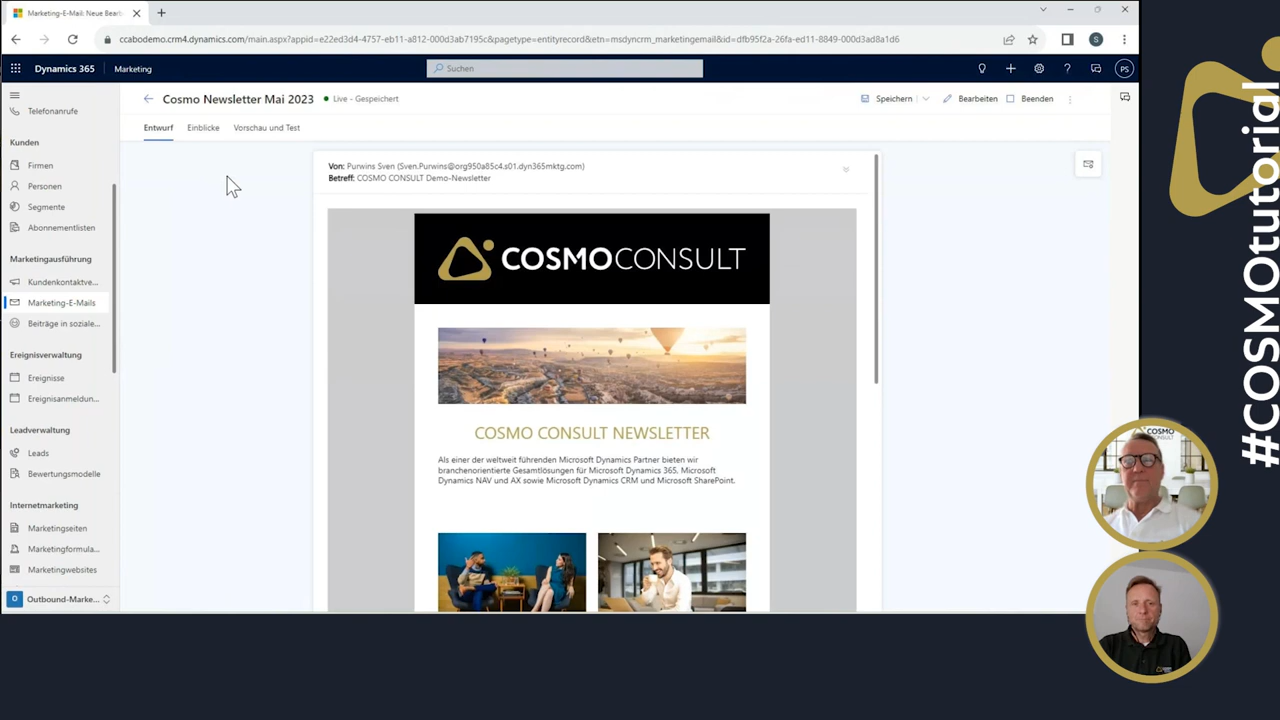 Marketing-E-Mail: Neue Bearb
ccabodemo.crm4.dynamics.com/main.aspx?appid=e22ed3d4-4757-eb11-a812-000d3ab7195c&pagetype=entityrecord&etn=msdyncrm_marketingemail&id=dfb95f2a-26fa-ed11-8849-000d3ad8a1d6
S
Dynamics 365
Marketing
Suchen
PS
Telefonanrufe
Kunden
Firmen
Personen
Segmente
Abonnementlisten
Marketingausführung
Kundenkontaktve...
Marketing-E-Mails
Beiträge in soziale...
Ereignisverwaltung
Ereignisse
Ereignisanmeldun...
Leadverwaltung
Leads
Bewertungsmodelle
Internetmarketing
Marketingseiten
Marketingformula...
Marketingwebsites
O Outbound-Marke...
Cosmo Newsletter Mai 2023
Live - Gespeichert
Speichern
Bearbeiten
Beenden
Entwurf
Einblicke
Vorschau und Test
Von: Purwins Sven (Sven.Purwins@org950a85c4.s01.dyn365mktg.com)
Betreff: COSMO CONSULT Demo-Newsletter
COSMOCONSULT
COSMO CONSULT NEWSLETTER
Als einer der weltweit führenden Microsoft Dynamics Partner bieten wir
branchenorientierte Gesamtlösungen für Microsoft Dynamics 365. Microsoft
Dynamics NAV und AX sowie Microsoft Dynamics CRM und Microsoft SharePoint.
#COSMOtutorial
COSMO
CONSULT